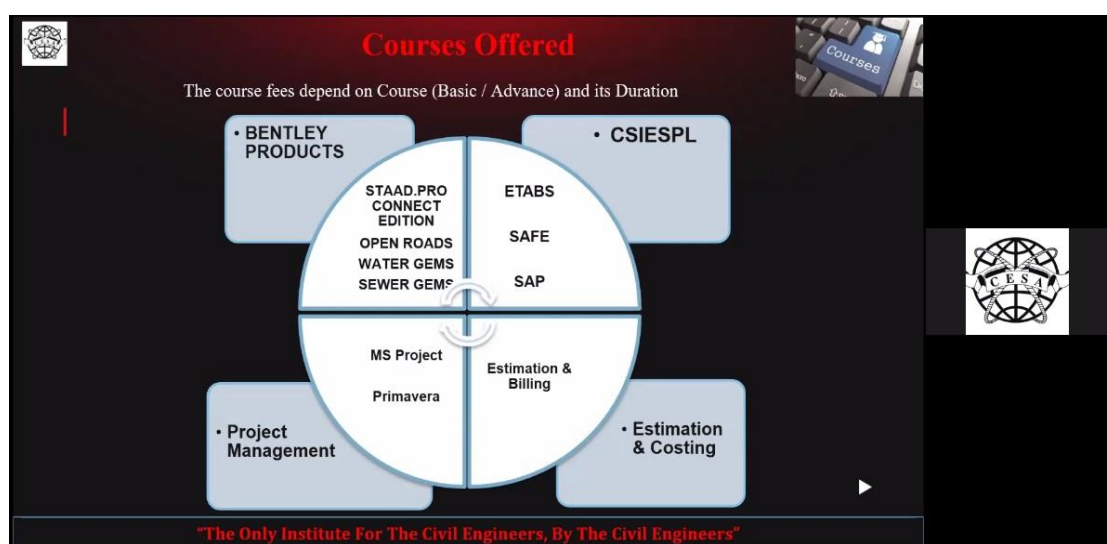 Courses Offered
Courses
The course fees depend on Course (Basic / Advance) and its Duration
• BENTLEY
PRODUCTS
STAAD.PRO
CONNECT
EDITION
OPEN ROADS
WATER GEMS
SEWER GEMS
• CSIESPL
ETABS
SAFE
SAP
CESA
MS Project
Primavera
• Project
Management
Estimation &
Billing
• Estimation
& Costing
"The Only Institute For The Civil Engineers, By The Civil Engineers"